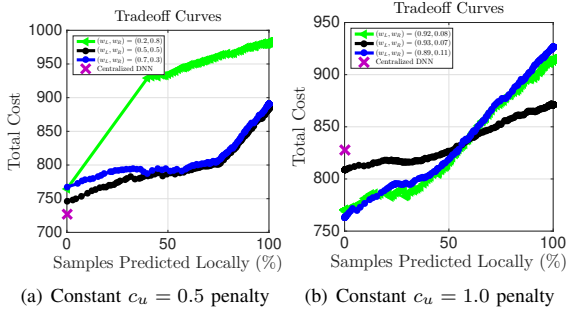 Tradeoff Curves
Total Cost
1000
950
900
850
800
750
700
(w_L, w_R) = (0.2, 0.8)
(w_L, w_R) = (0.5, 0.5)
(w_L, w_R) = (0.7, 0.3)
Centralized DNN
0 50 100
Samples Predicted Locally (%)
(a) Constant c_u = 0.5 penalty
Tradeoff Curves
Total Cost
950
900
850
800
750
(w_L, w_R) = (0.92, 0.08)
(w_L, w_R) = (0.93, 0.07)
(w_L, w_R) = (0.89, 0.11)
Centralized DNN
0 50 100
Samples Predicted Locally (%)
(b) Constant c_u = 1.0 penalty